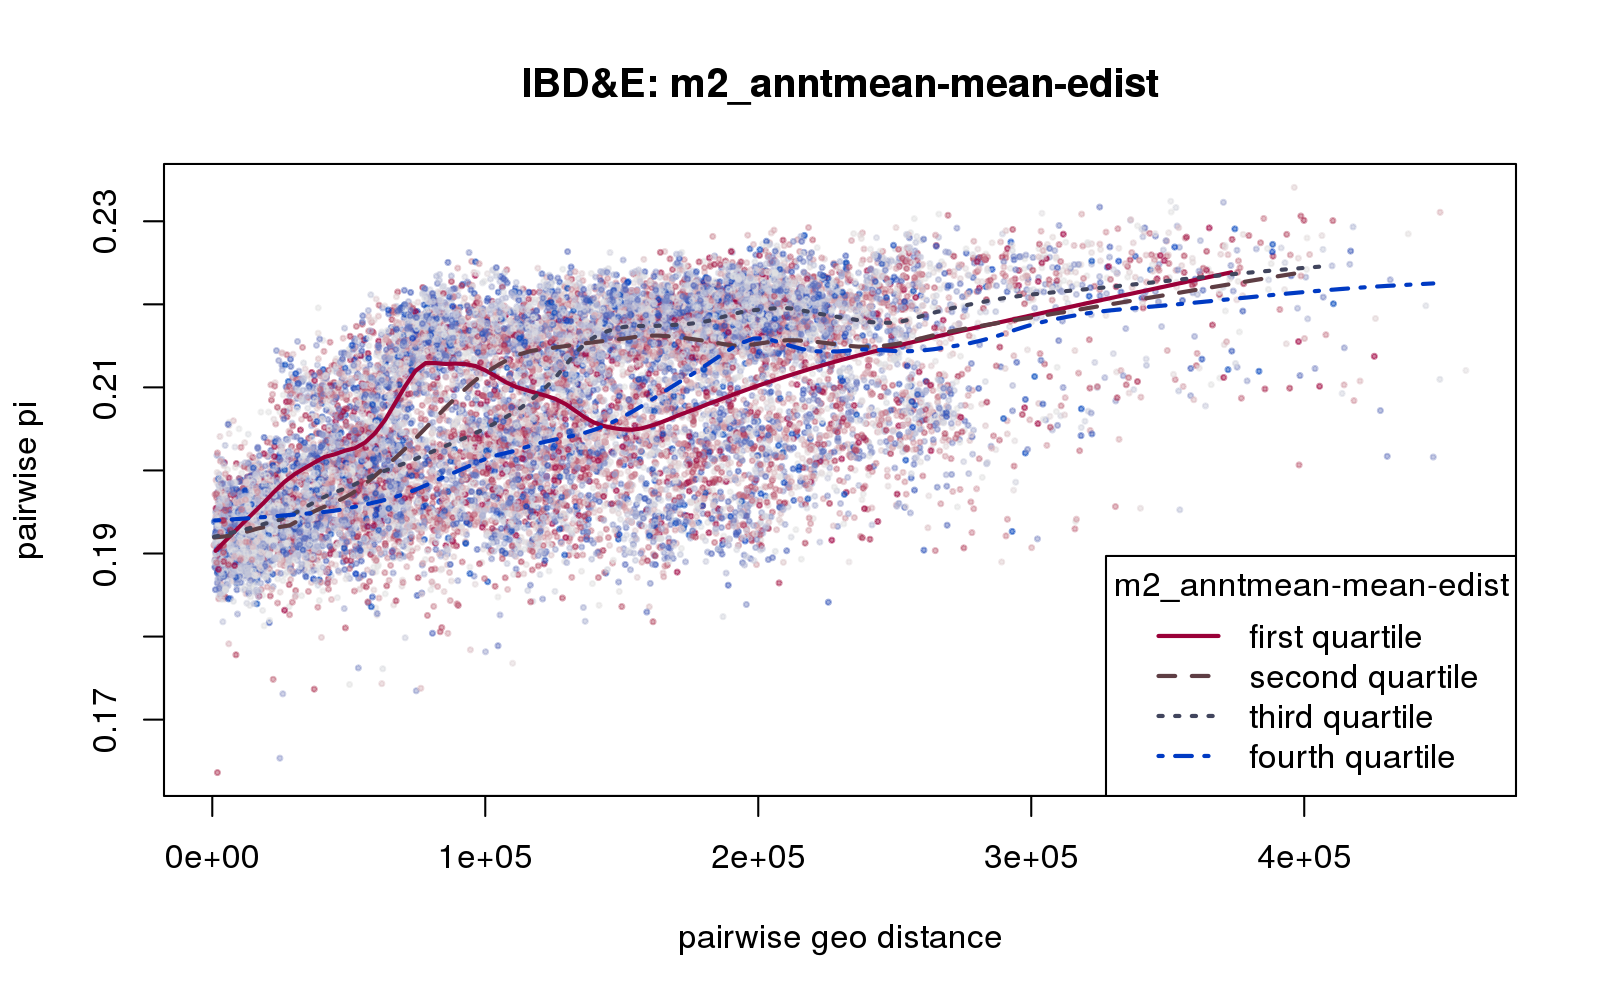 IBD&E: m2_anntmean-mean-edist
pairwise pi
0.23
0.21
0.19
0.17
0e+00
1e+05
2e+05
3e+05
4e+05
pairwise geo distance
m2_anntmean-mean-edist
first quartile
second quartile
third quartile
fourth quartile